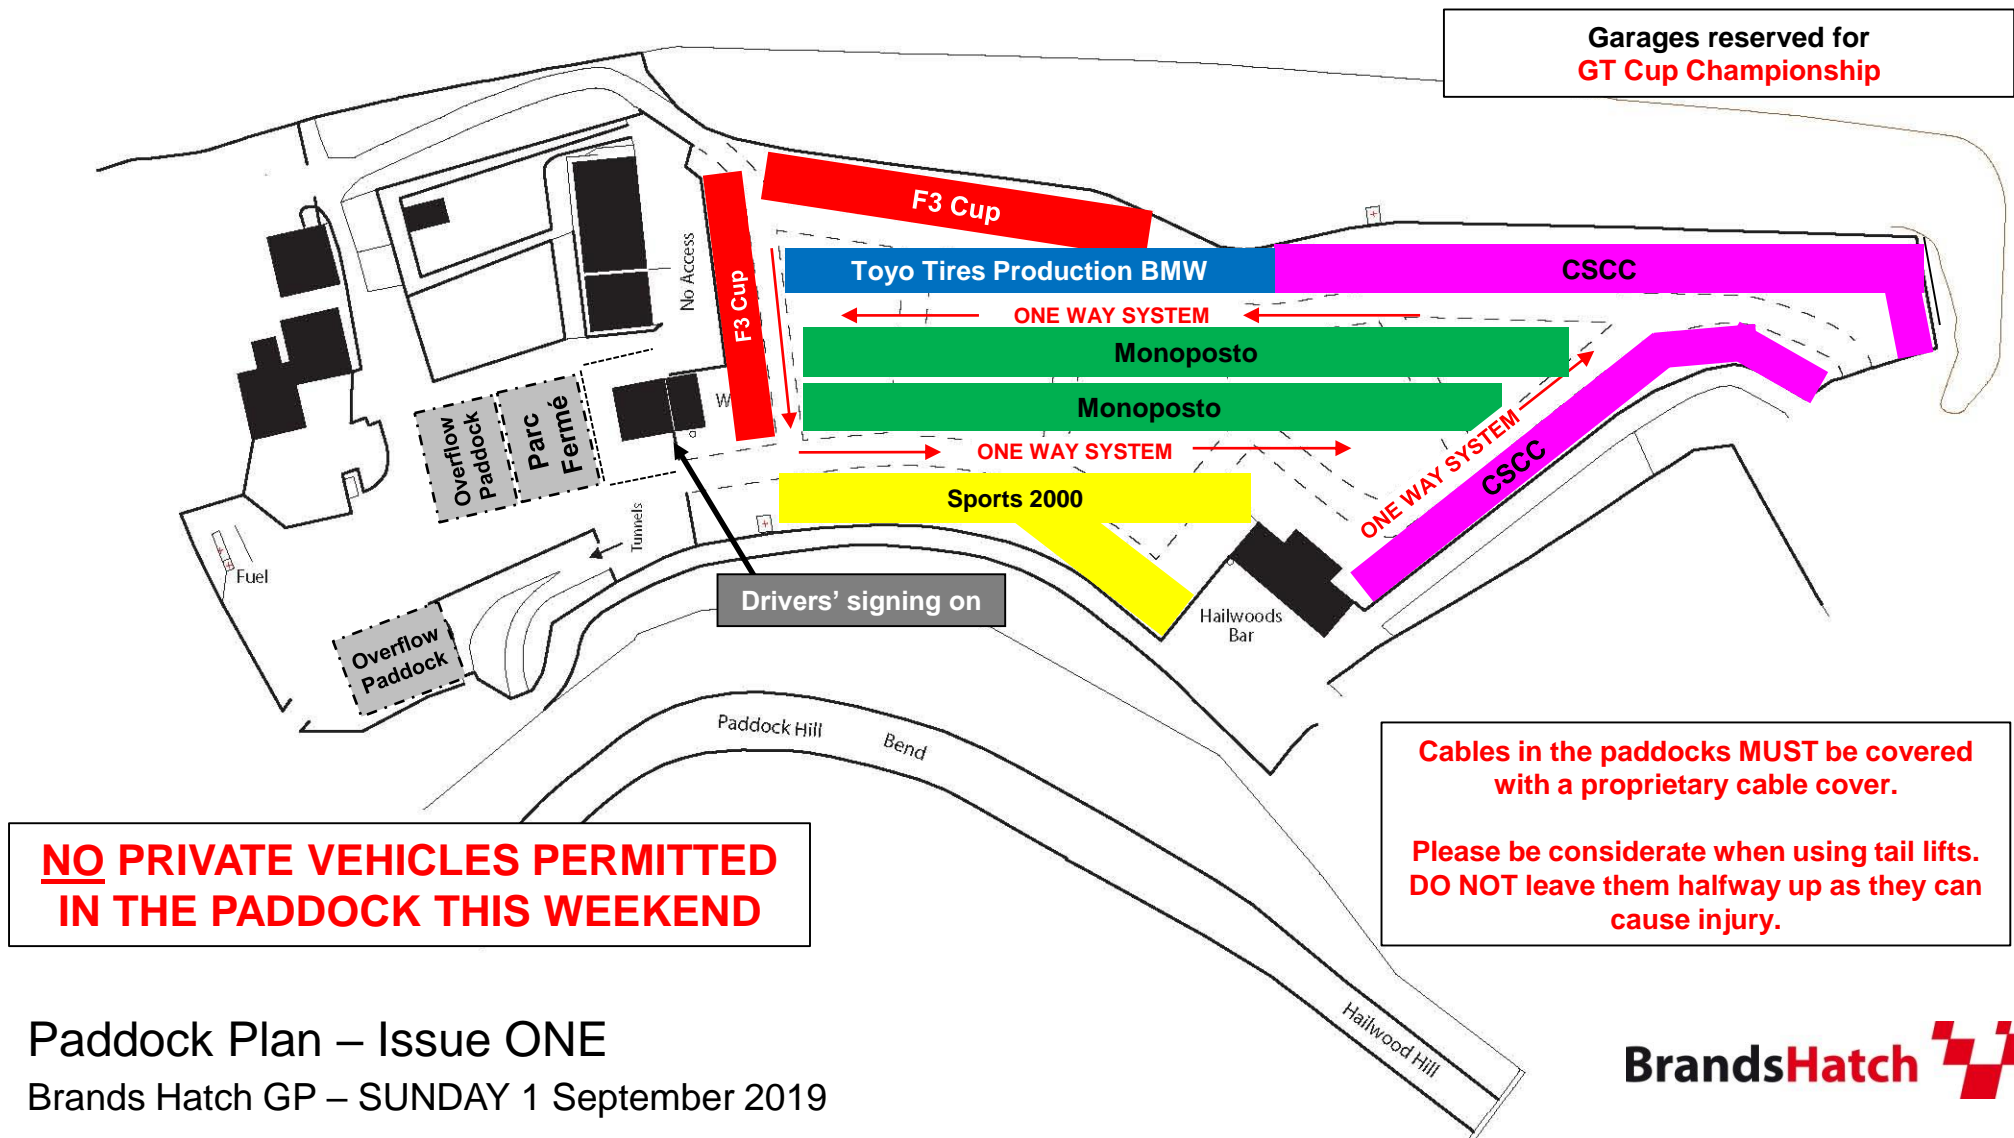 Garages reserved for
GT Cup Championship
F3 Cup
F3 Cup
No Access
Toyo Tires Production BMW
CSCC
ONE WAY SYSTEM
Monoposto
Monoposto
ONE WAY SYSTEM
ONE WAY SYSTEM
CSCC
Overflow
Paddock
Parc
Fermé
W
Sports 2000
Tunnels
Fuel
Drivers’ signing on
Hailwoods
Bar
Overflow
Paddock
Paddock Hill Bend
Cables in the paddocks MUST be covered
with a proprietary cable cover.
Please be considerate when using tail lifts.
DO NOT leave them halfway up as they can
cause injury.
NO PRIVATE VEHICLES PERMITTED
IN THE PADDOCK THIS WEEKEND
Hailwood Hill
Paddock Plan – Issue ONE
Brands Hatch GP – SUNDAY 1 September 2019
BrandsHatch